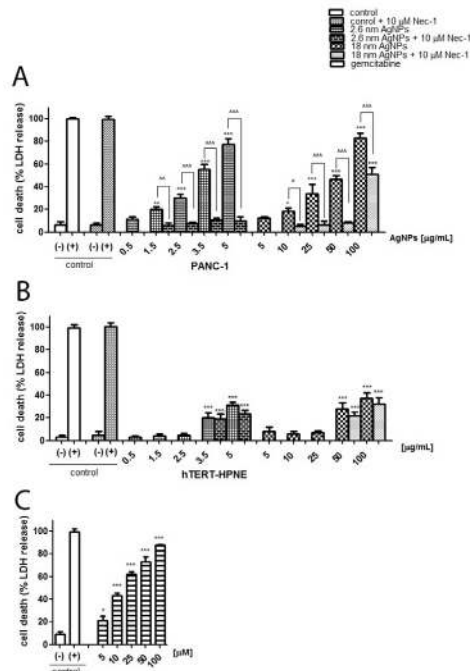 control
conrol + 10 µM Nec-1
2.6 nm AgNPs
2.6 nm AgNPs + 10 µM Nec-1
18 nm AgNPs
18 nm AgNPs + 10 µM Nec-1
gemcitabine
A
cell death (% LDH release)
100
80
60
40
20
0
(-) (+) (-) (+) 0.5 1.5 2.5 3.5 5 5 10 25 50 100
control
AgNPs [µg/mL]
PANC-1
B
cell death (% LDH release)
100
80
60
40
20
0
(-) (+) (-) (+) 0.5 1.5 2.5 3.5 5 5 10 25 50 100
control
[µg/mL]
hTERT-HPNE
C
cell death (% LDH release)
100
80
60
40
20
0
(-) (+) 5 10 25 50 100 [µM]
control